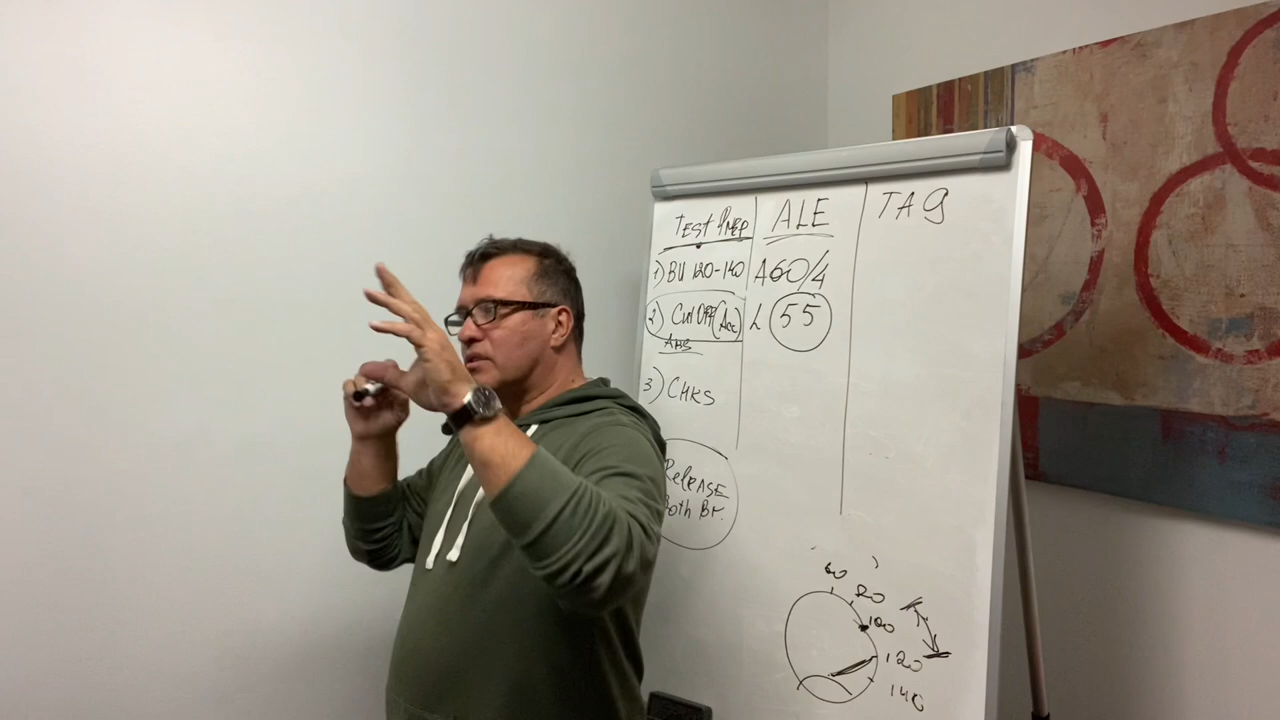 TEST PREP
1) BU 120-140
2) Cut OFF (Acc)
ABS
3) CHKS
Release
Both Br.
ALE
A60/4
L 55
TAG
60
80
100
120
140